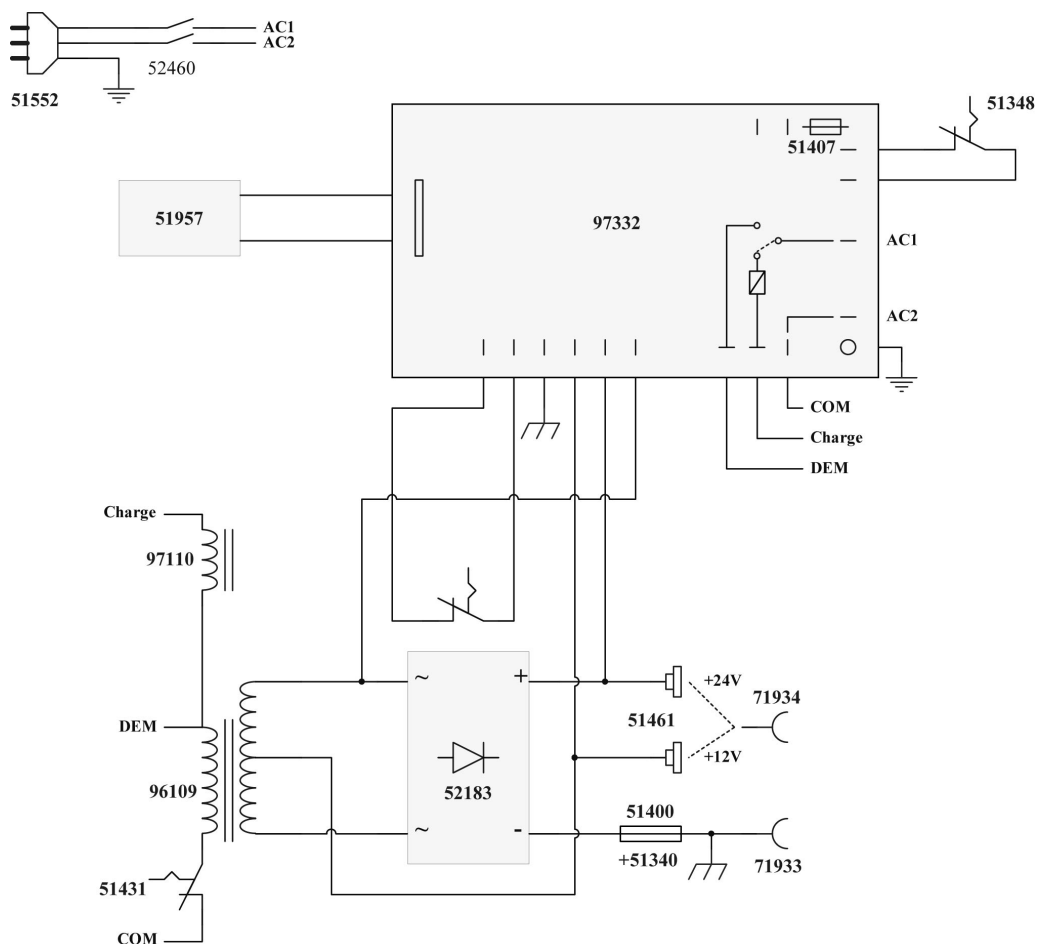 AC1
AC2
52460
51552
51348
51407
51957
97332
AC1
AC2
COM
Charge
DEM
Charge
97110
~
+
+24V
71934
51461
DEM
+12V
96109
52183
51400
~
-
+51340
71933
51431
COM